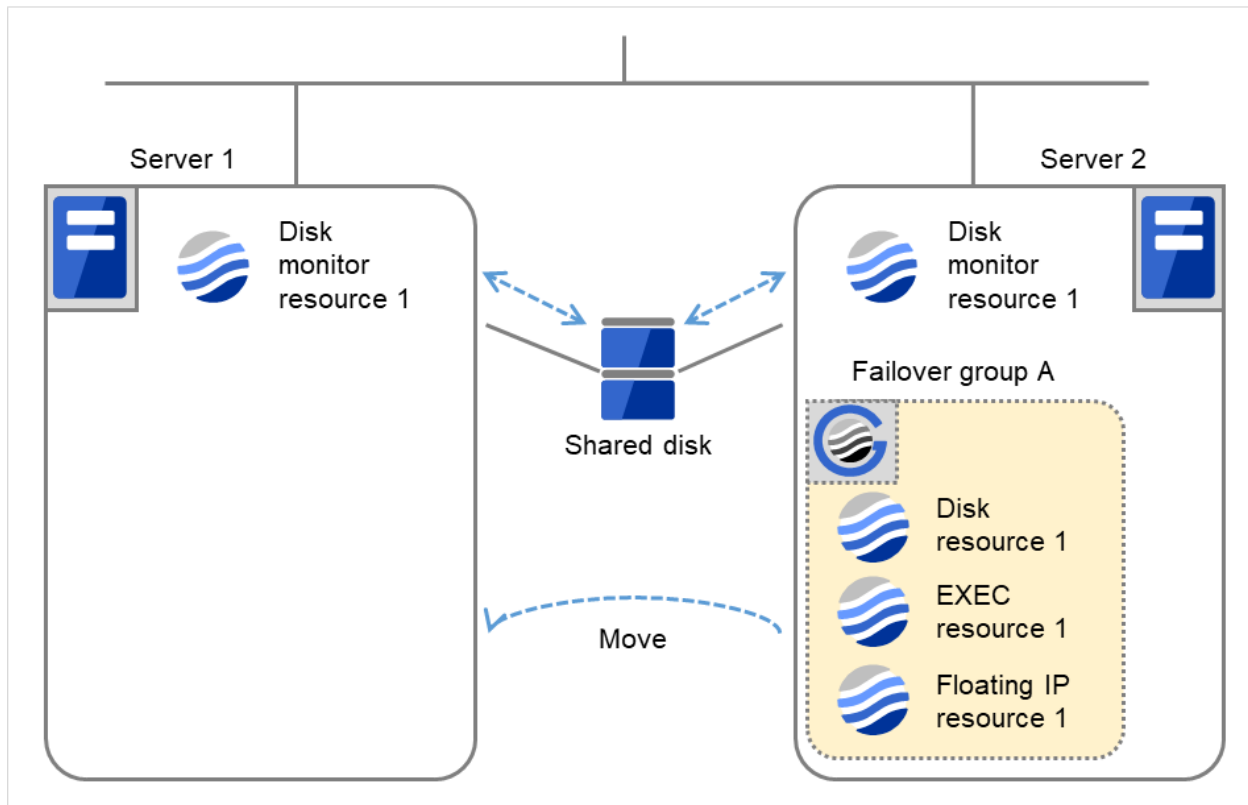 Server 1
Server 2
Disk
monitor
resource 1
Disk
monitor
resource 1
Failover group A
Shared disk
Disk
resource 1
EXEC
resource 1
Move
Floating IP
resource 1